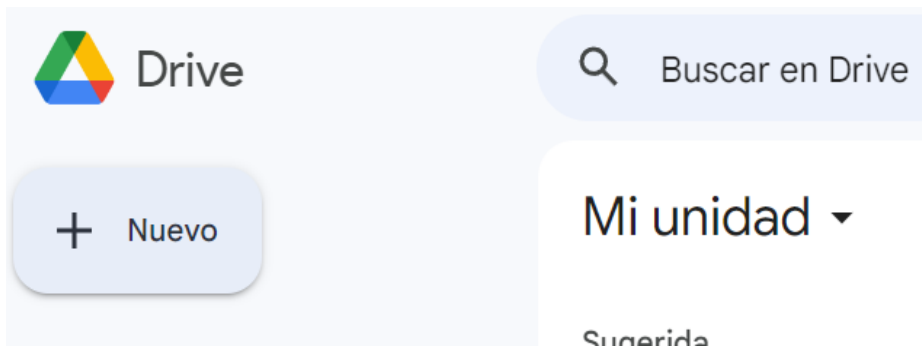 Drive
Buscar en Drive
Nuevo
Mi unidad
Sugerida